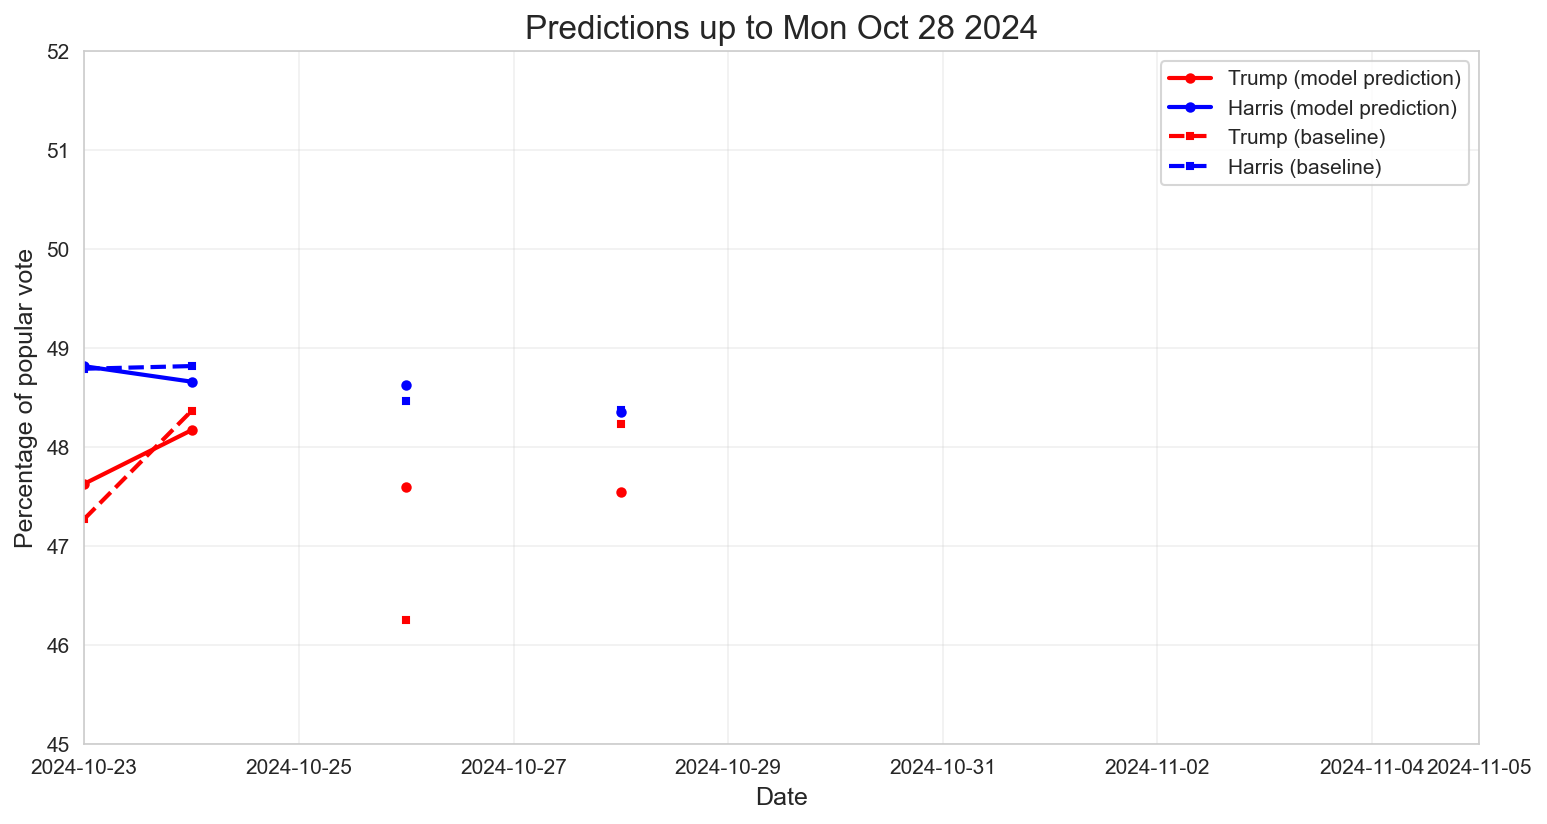 Predictions up to Mon Oct 28 2024
Trump (model prediction)
Harris (model prediction)
Trump (baseline)
Harris (baseline)
Percentage of popular vote
52
51
50
49
48
47
46
45
2024-10-23
2024-10-25
2024-10-27
2024-10-29
2024-10-31
2024-11-02
2024-11-04
2024-11-05
Date